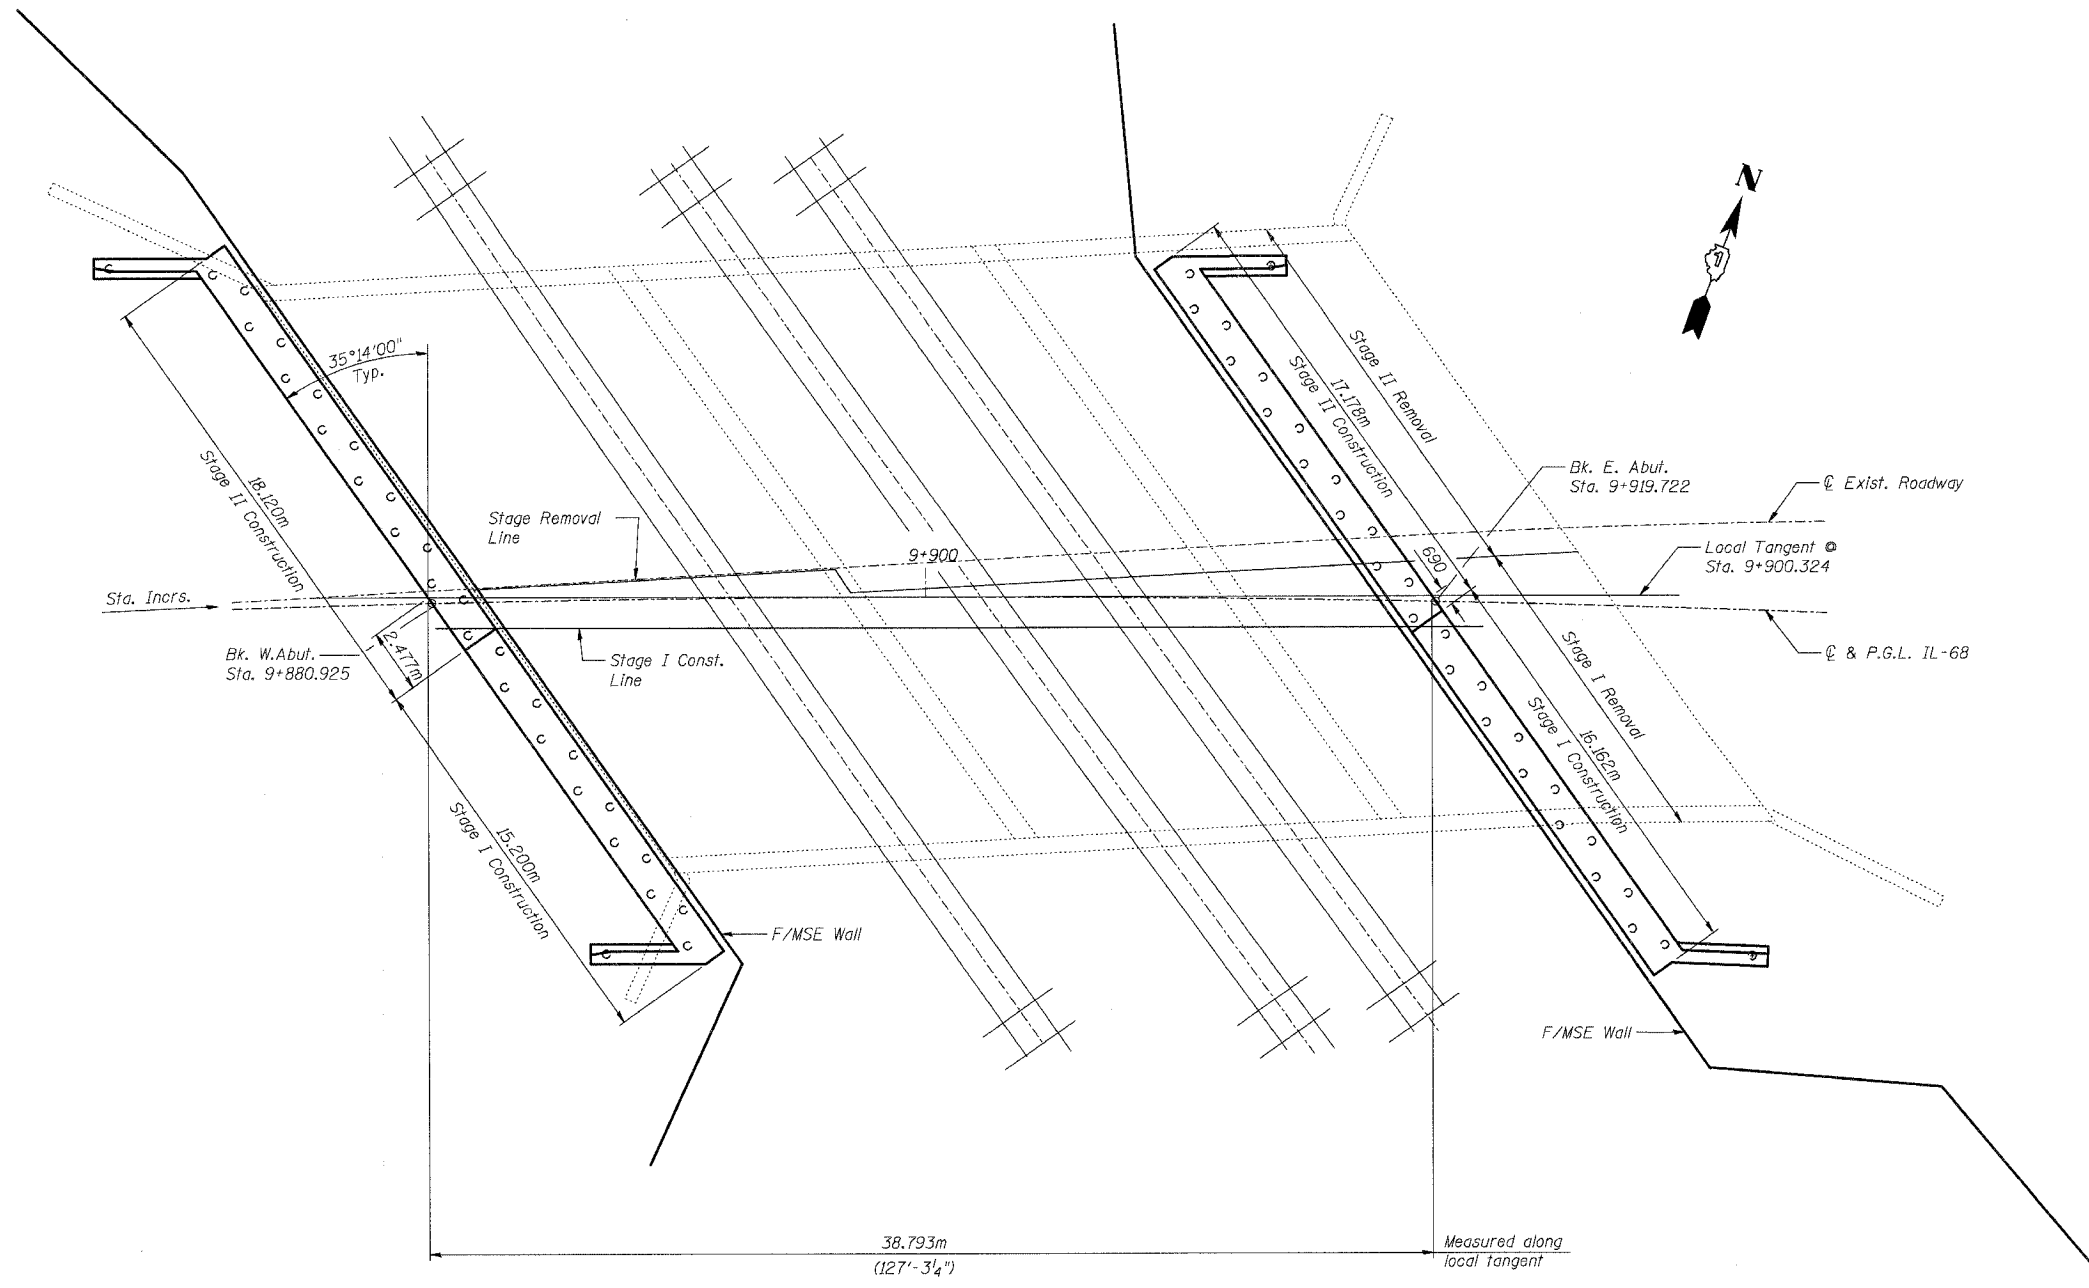 N
35°14'00"
Typ.
18.120m
Stage II Construction
Stage Removal
Line
9+900
Sta. Incrs.
2.477m
Bk. W.Abut.
Sta. 9+880.925
Stage I Const.
Line
15.200m
Stage I Construction
F/MSE Wall
Stage II Removal
17.178m
Stage II Construction
690
Bk. E. Abut.
Sta. 9+919.722
℄ Exist. Roadway
Local Tangent @
Sta. 9+900.324
℄ & P.G.L. IL-68
Stage I Removal
16.162m
Stage I Construction
F/MSE Wall
38.793m
(127'-3¼")
Measured along
local tangent